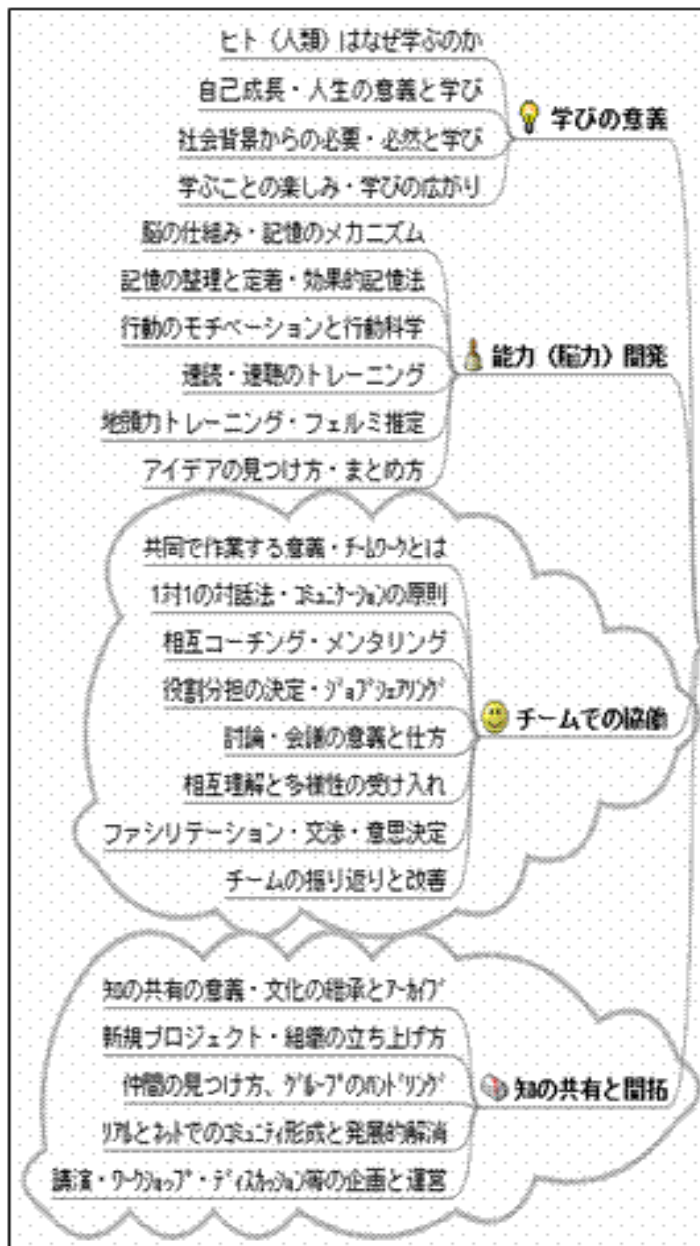 ヒト（人類）はなぜ学ぶのか
自己成長・人生の意義と学び
社会背景からの必要・必然と学び
学ぶことの楽しみ・学びの広がり
学びの意義
脳の仕組み・記憶のメカニズム
記憶の整理と定着・効果的記憶法
行動のモチベーションと行動科学
速読・速聴のトレーニング
地頭力トレーニング・フェルミ推定
アイデアの見つけ方・まとめ方
能力（脳力）開発
共同で作業する意義・ﾁｰﾑﾜｰｸとは
1対1の対話法・ｺﾐｭﾆｹｰｼｮﾝの原則
相互コーチング・メンタリング
役割分担の決定・ｼﾞｮﾌﾞｼｪｱﾘﾝｸﾞ
討論・会議の意義と仕方
相互理解と多様性の受け入れ
ファシリテーション・交渉・意思決定
チームの振り返りと改善
チームでの協働
知の共有の意義・文化の継承とｱｰｶｲﾌﾞ
新規プロジェクト・組織の立ち上げ方
仲間の見つけ方、ｸﾞﾙｰﾌﾟのﾊﾝﾄﾞﾘﾝｸﾞ
ﾘｱﾙとﾈｯﾄでのｺﾐｭﾆﾃｨ形成と発展的解消
講演・ﾜｰｸｼｮｯﾌﾟ・ﾃﾞｨｽｶｯｼｮﾝ等の企画と運営
知の共有と開拓